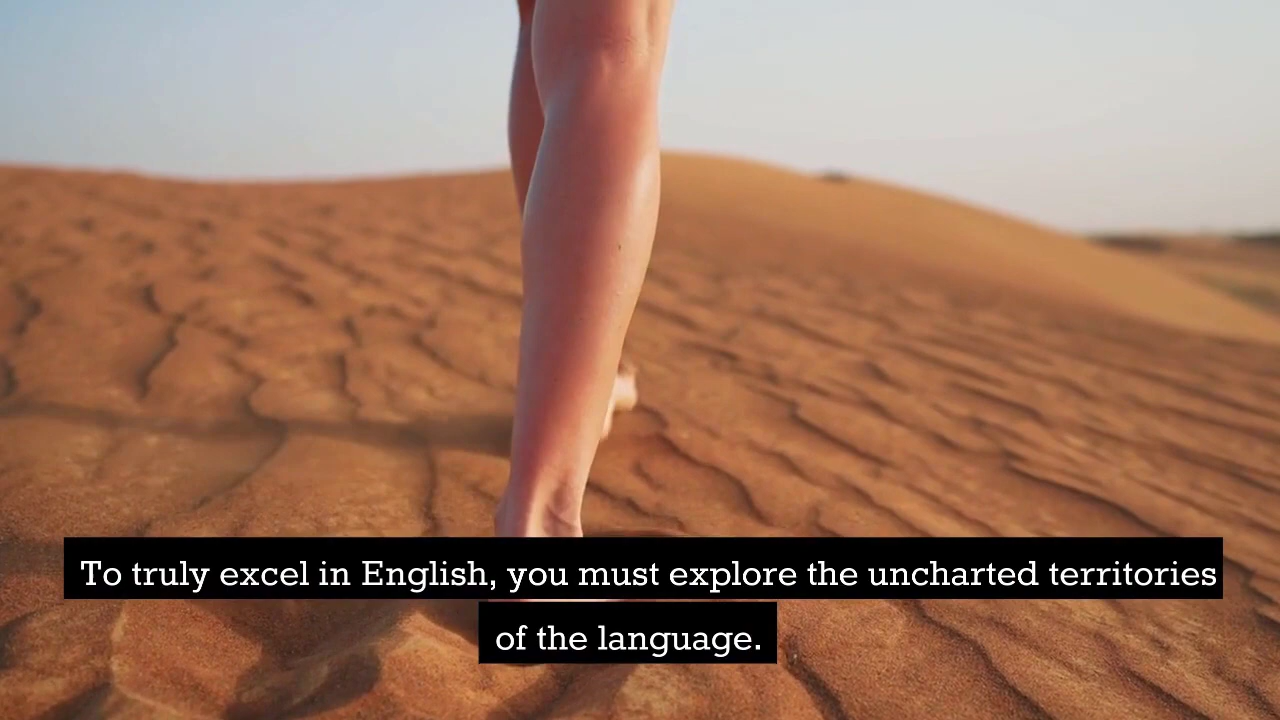 To truly excel in English, you must explore the uncharted territories
of the language.